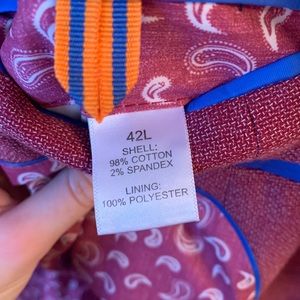 42L
SHELL:
98% COTTON
2% SPANDEX
LINING:
100% POLYESTER